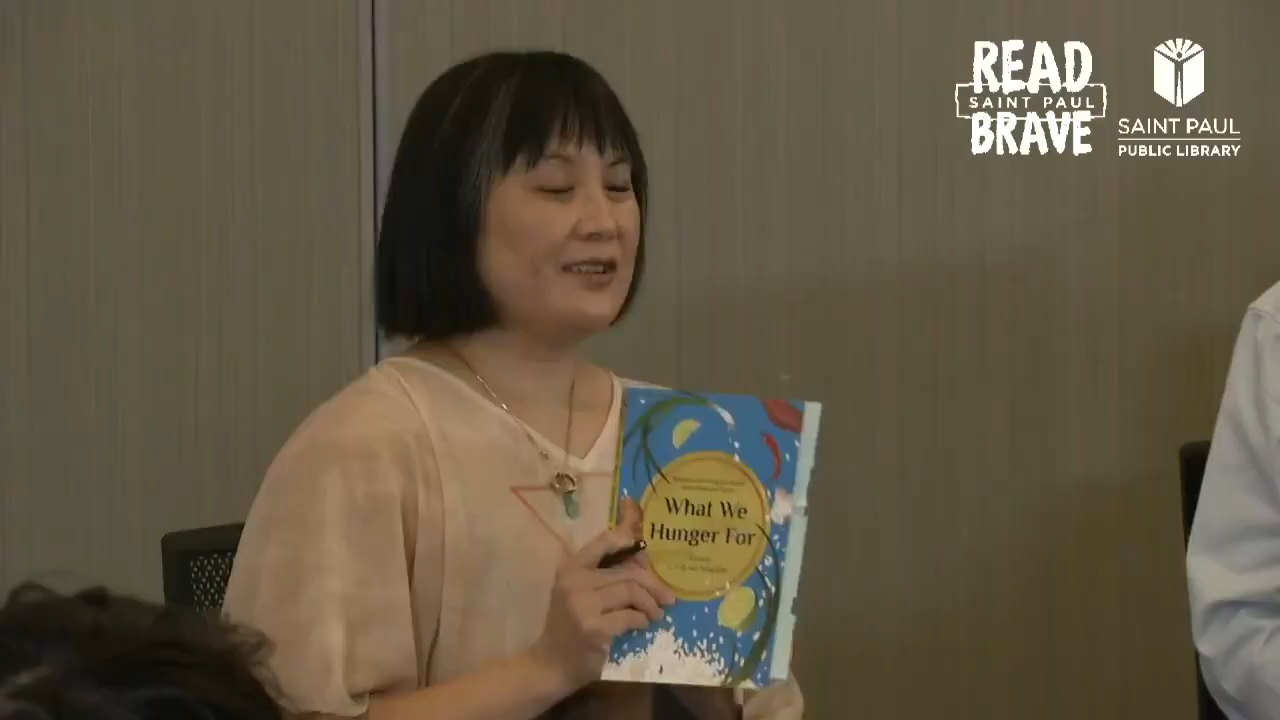 READ
SAINT PAUL
BRAVE
SAINT PAUL
PUBLIC LIBRARY
What We
Hunger For